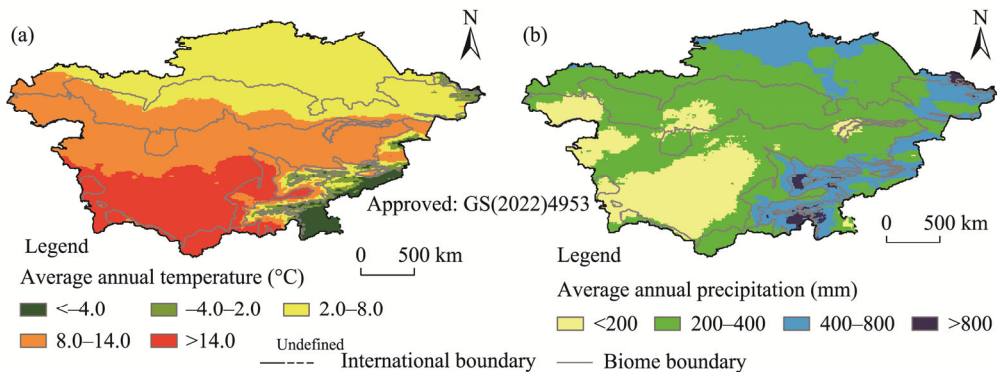 (a)
N
(b)
N
Approved: GS(2022)4953
Legend
0 500 km
Average annual temperature (°C)
<–4.0 –4.0–2.0 2.0–8.0
8.0–14.0 >14.0
Legend
0 500 km
Average annual precipitation (mm)
<200 200–400 400–800 >800
Undefined
International boundary Biome boundary